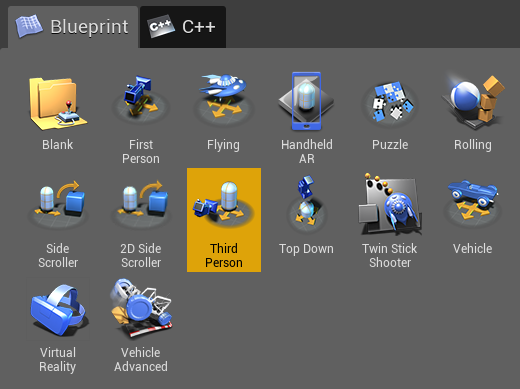 Blueprint
C++
C++
Blank
First
Person
Flying
Handheld
AR
Puzzle
Rolling
Side
Scroller
2D Side
Scroller
Third
Person
Top Down
Twin Stick
Shooter
Vehicle
Virtual
Reality
Vehicle
Advanced